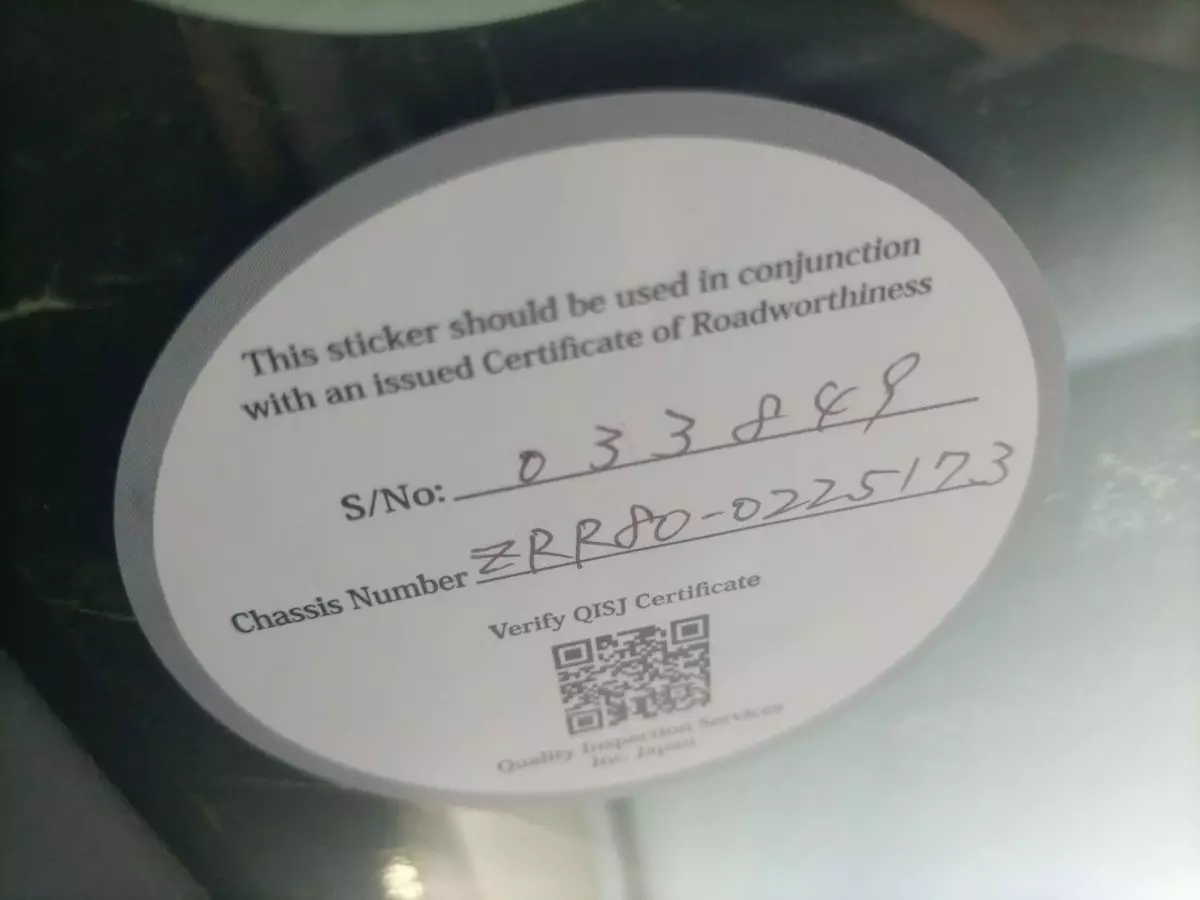 This sticker should be used in conjunction
with an issued Certificate of Roadworthiness
S/No: 033849
Chassis Number ZRR80-0225173
Verify QISJ Certificate
Quality Inspection Services
Inc. Japan